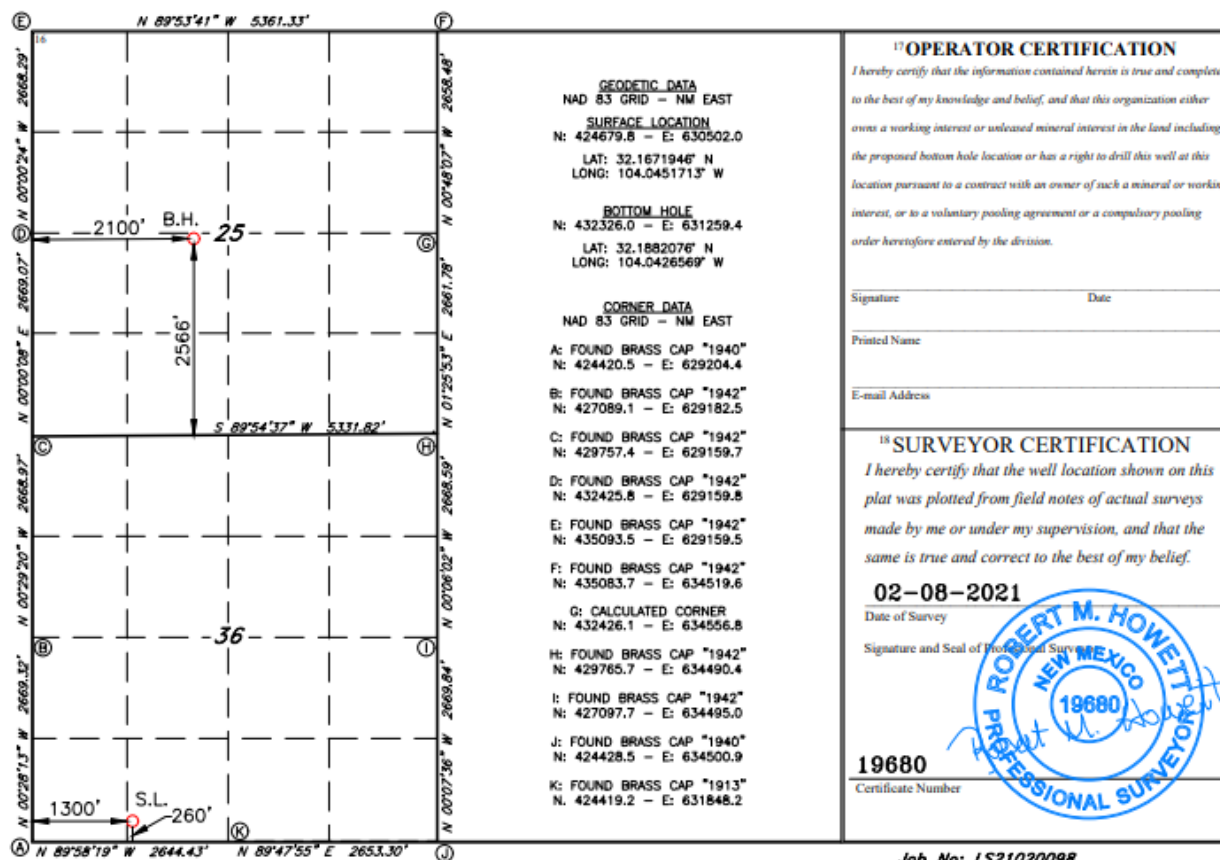 E
N 89'53'41" W 5361.33'
F
16
2668.29'
N 00'00'24" W
2658.48'
N 00'48'07" W
B.H.
2100'
25
D
G
2566'
2669.07'
N 00'00'08" E
2661.78'
N 01'25'53" E
S 89'54'37" W 5331.82'
C
H
2668.97'
N 00'29'20" W
2668.59'
N 00'06'02" W
36
B
I
2669.32'
N 00'28'13" W
2669.84'
N 00'07'36" W
1300'
S.L.
260'
K
A
N 89'58'19" W 2644.43'
N 89'47'55" E 2653.30'
J
GEODETIC DATA
NAD 83 GRID – NM EAST
SURFACE LOCATION
N: 424679.8 – E: 630502.0
LAT: 32.1671946° N
LONG: 104.0451713° W
BOTTOM HOLE
N: 432326.0 – E: 631259.4
LAT: 32.1882076° N
LONG: 104.0426569° W
CORNER DATA
NAD 83 GRID – NM EAST
A: FOUND BRASS CAP "1940"
N: 424420.5 – E: 629204.4
B: FOUND BRASS CAP "1942"
N: 427089.1 – E: 629182.5
C: FOUND BRASS CAP "1942"
N: 429757.4 – E: 629159.7
D: FOUND BRASS CAP "1942"
N: 432425.8 – E: 629159.8
E: FOUND BRASS CAP "1942"
N: 435093.5 – E: 629159.5
F: FOUND BRASS CAP "1942"
N: 435083.7 – E: 634519.6
G: CALCULATED CORNER
N: 432426.1 – E: 634556.8
H: FOUND BRASS CAP "1942"
N: 429765.7 – E: 634490.4
I: FOUND BRASS CAP "1942"
N: 427097.7 – E: 634495.0
J: FOUND BRASS CAP "1940"
N: 424428.5 – E: 634500.9
K: FOUND BRASS CAP "1913"
N. 424419.2 – E: 631848.2
17 OPERATOR CERTIFICATION
I hereby certify that the information contained herein is true and complete
to the best of my knowledge and belief, and that this organization either
owns a working interest or unleased mineral interest in the land including
the proposed bottom hole location or has a right to drill this well at this
location pursuant to a contract with an owner of such a mineral or workin
interest, or to a voluntary pooling agreement or a compulsory pooling
order heretofore entered by the division.
Signature Date
Printed Name
E-mail Address
18 SURVEYOR CERTIFICATION
I hereby certify that the well location shown on this
plat was plotted from field notes of actual surveys
made by me or under my supervision, and that the
same is true and correct to the best of my belief.
02-08-2021
Date of Survey
Signature and Seal of Professional Surveyor
ROBERT M. HOWETT
NEW MEXICO
19680
PROFESSIONAL SURVEYOR
Robert M. Howett
19680
Certificate Number
Job No: LS21020098